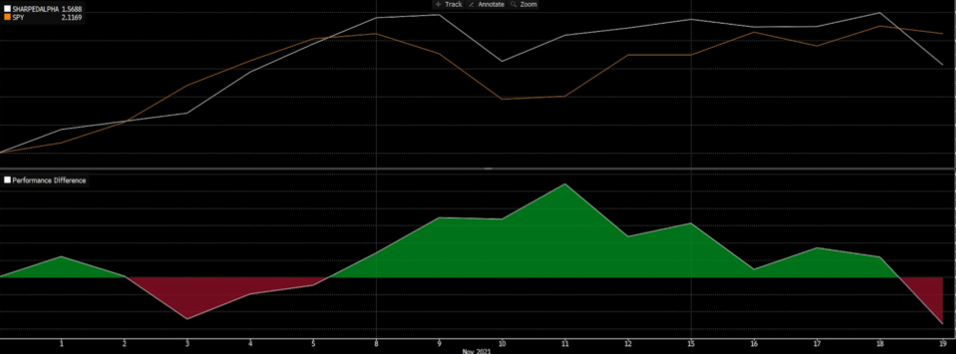 Track Annotate Zoom
SHARPEDALPHA 1.5688
SPY 2.1169
Performance Difference
1 2 3 4 5 8 9 10 11 12 15 16 17 18 19
Nov 2021